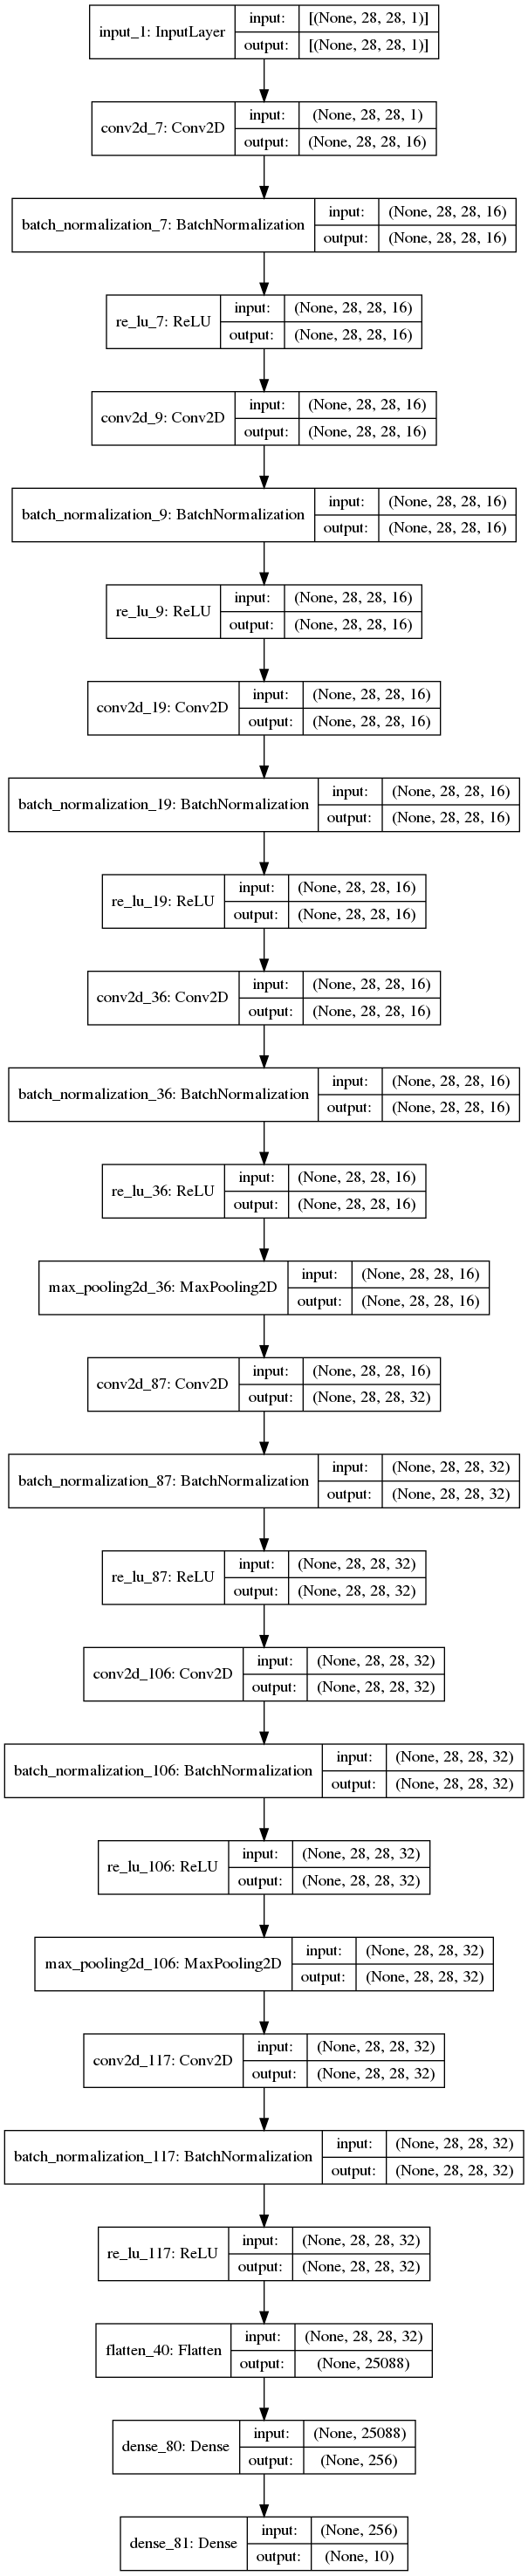 input_1: InputLayer
input: [(None, 28, 28, 1)]
output: [(None, 28, 28, 1)]
conv2d_7: Conv2D
input: (None, 28, 28, 1)
output: (None, 28, 28, 16)
batch_normalization_7: BatchNormalization
input: (None, 28, 28, 16)
output: (None, 28, 28, 16)
re_lu_7: ReLU
input: (None, 28, 28, 16)
output: (None, 28, 28, 16)
conv2d_9: Conv2D
input: (None, 28, 28, 16)
output: (None, 28, 28, 16)
batch_normalization_9: BatchNormalization
input: (None, 28, 28, 16)
output: (None, 28, 28, 16)
re_lu_9: ReLU
input: (None, 28, 28, 16)
output: (None, 28, 28, 16)
conv2d_19: Conv2D
input: (None, 28, 28, 16)
output: (None, 28, 28, 16)
batch_normalization_19: BatchNormalization
input: (None, 28, 28, 16)
output: (None, 28, 28, 16)
re_lu_19: ReLU
input: (None, 28, 28, 16)
output: (None, 28, 28, 16)
conv2d_36: Conv2D
input: (None, 28, 28, 16)
output: (None, 28, 28, 16)
batch_normalization_36: BatchNormalization
input: (None, 28, 28, 16)
output: (None, 28, 28, 16)
re_lu_36: ReLU
input: (None, 28, 28, 16)
output: (None, 28, 28, 16)
max_pooling2d_36: MaxPooling2D
input: (None, 28, 28, 16)
output: (None, 28, 28, 16)
conv2d_87: Conv2D
input: (None, 28, 28, 16)
output: (None, 28, 28, 32)
batch_normalization_87: BatchNormalization
input: (None, 28, 28, 32)
output: (None, 28, 28, 32)
re_lu_87: ReLU
input: (None, 28, 28, 32)
output: (None, 28, 28, 32)
conv2d_106: Conv2D
input: (None, 28, 28, 32)
output: (None, 28, 28, 32)
batch_normalization_106: BatchNormalization
input: (None, 28, 28, 32)
output: (None, 28, 28, 32)
re_lu_106: ReLU
input: (None, 28, 28, 32)
output: (None, 28, 28, 32)
max_pooling2d_106: MaxPooling2D
input: (None, 28, 28, 32)
output: (None, 28, 28, 32)
conv2d_117: Conv2D
input: (None, 28, 28, 32)
output: (None, 28, 28, 32)
batch_normalization_117: BatchNormalization
input: (None, 28, 28, 32)
output: (None, 28, 28, 32)
re_lu_117: ReLU
input: (None, 28, 28, 32)
output: (None, 28, 28, 32)
flatten_40: Flatten
input: (None, 28, 28, 32)
output: (None, 25088)
dense_80: Dense
input: (None, 25088)
output: (None, 256)
dense_81: Dense
input: (None, 256)
output: (None, 10)